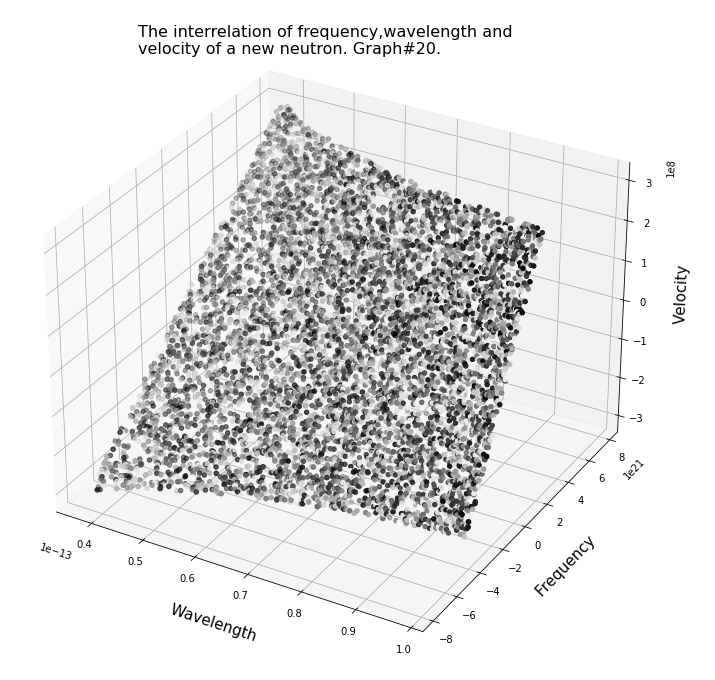 The interrelation of frequency,wavelength and
velocity of a new neutron. Graph#20.
1e8
3
2
1
0
−1
−2
−3
Velocity
8
6
4
2
0
−2
−4
−6
−8
1e21
Frequency
1e−13
0.4
0.5
0.6
0.7
0.8
0.9
1.0
Wavelength